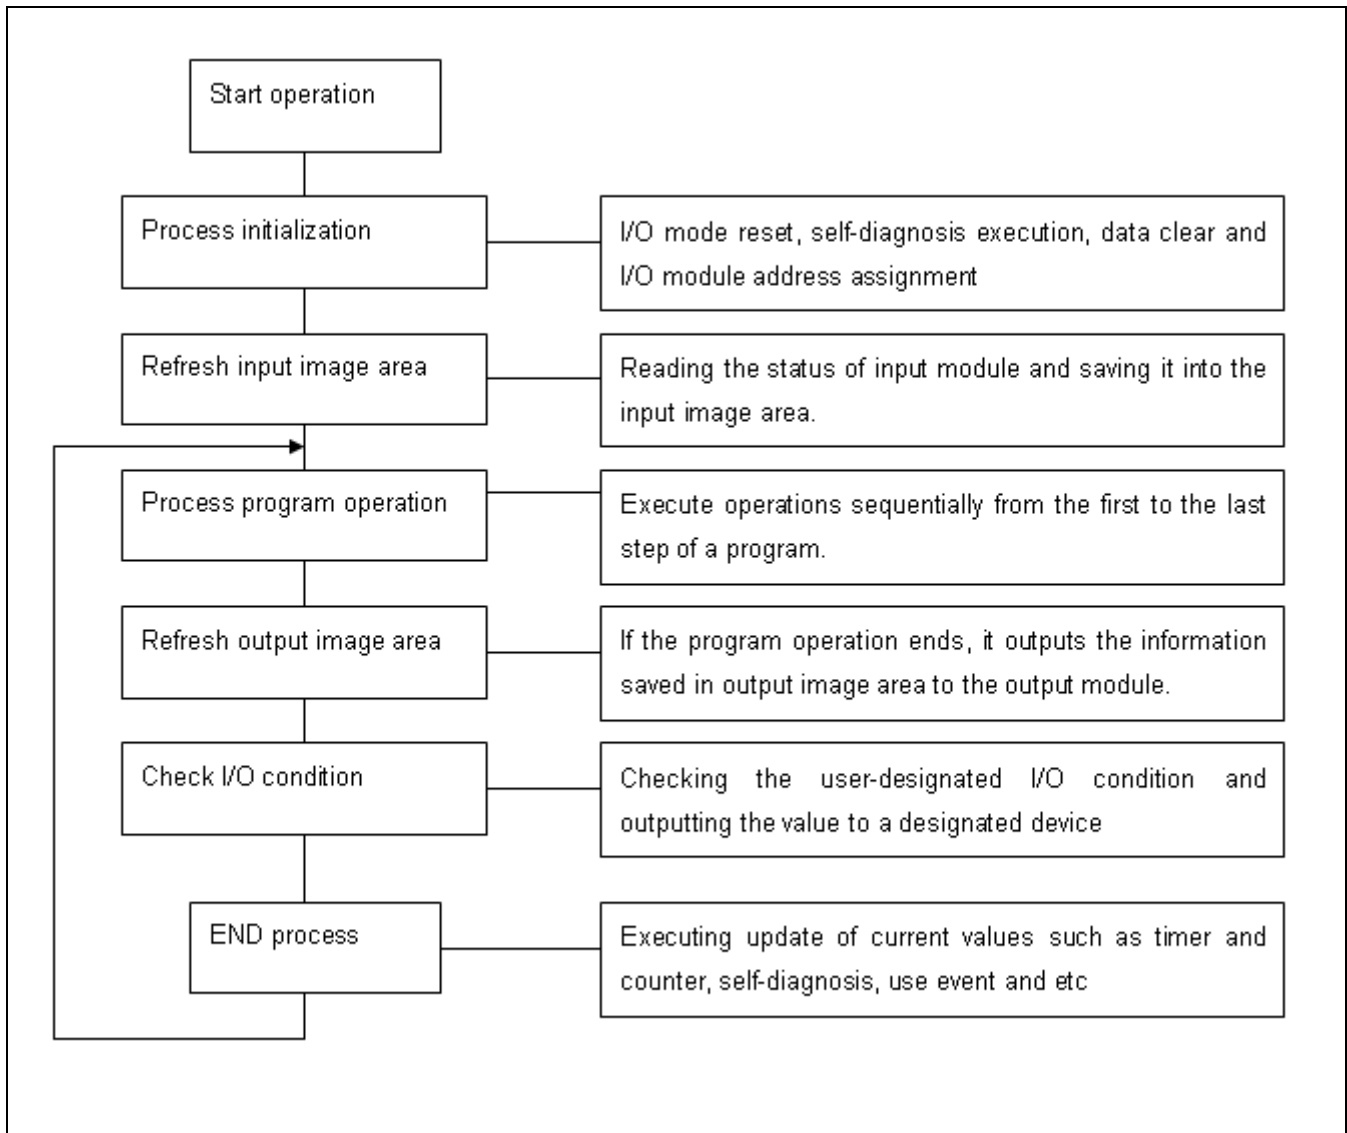 Start operation
Process initialization
I/O mode reset, self-diagnosis execution, data clear and
I/O module address assignment
Refresh input image area
Reading the status of input module and saving it into the
input image area.
Process program operation
Execute operations sequentially from the first to the last
step of a program.
Refresh output image area
If the program operation ends, it outputs the information
saved in output image area to the output module.
Check I/O condition
Checking the user-designated I/O condition and
outputting the value to a designated device
END process
Executing update of current values such as timer and
counter, self-diagnosis, use event and etc